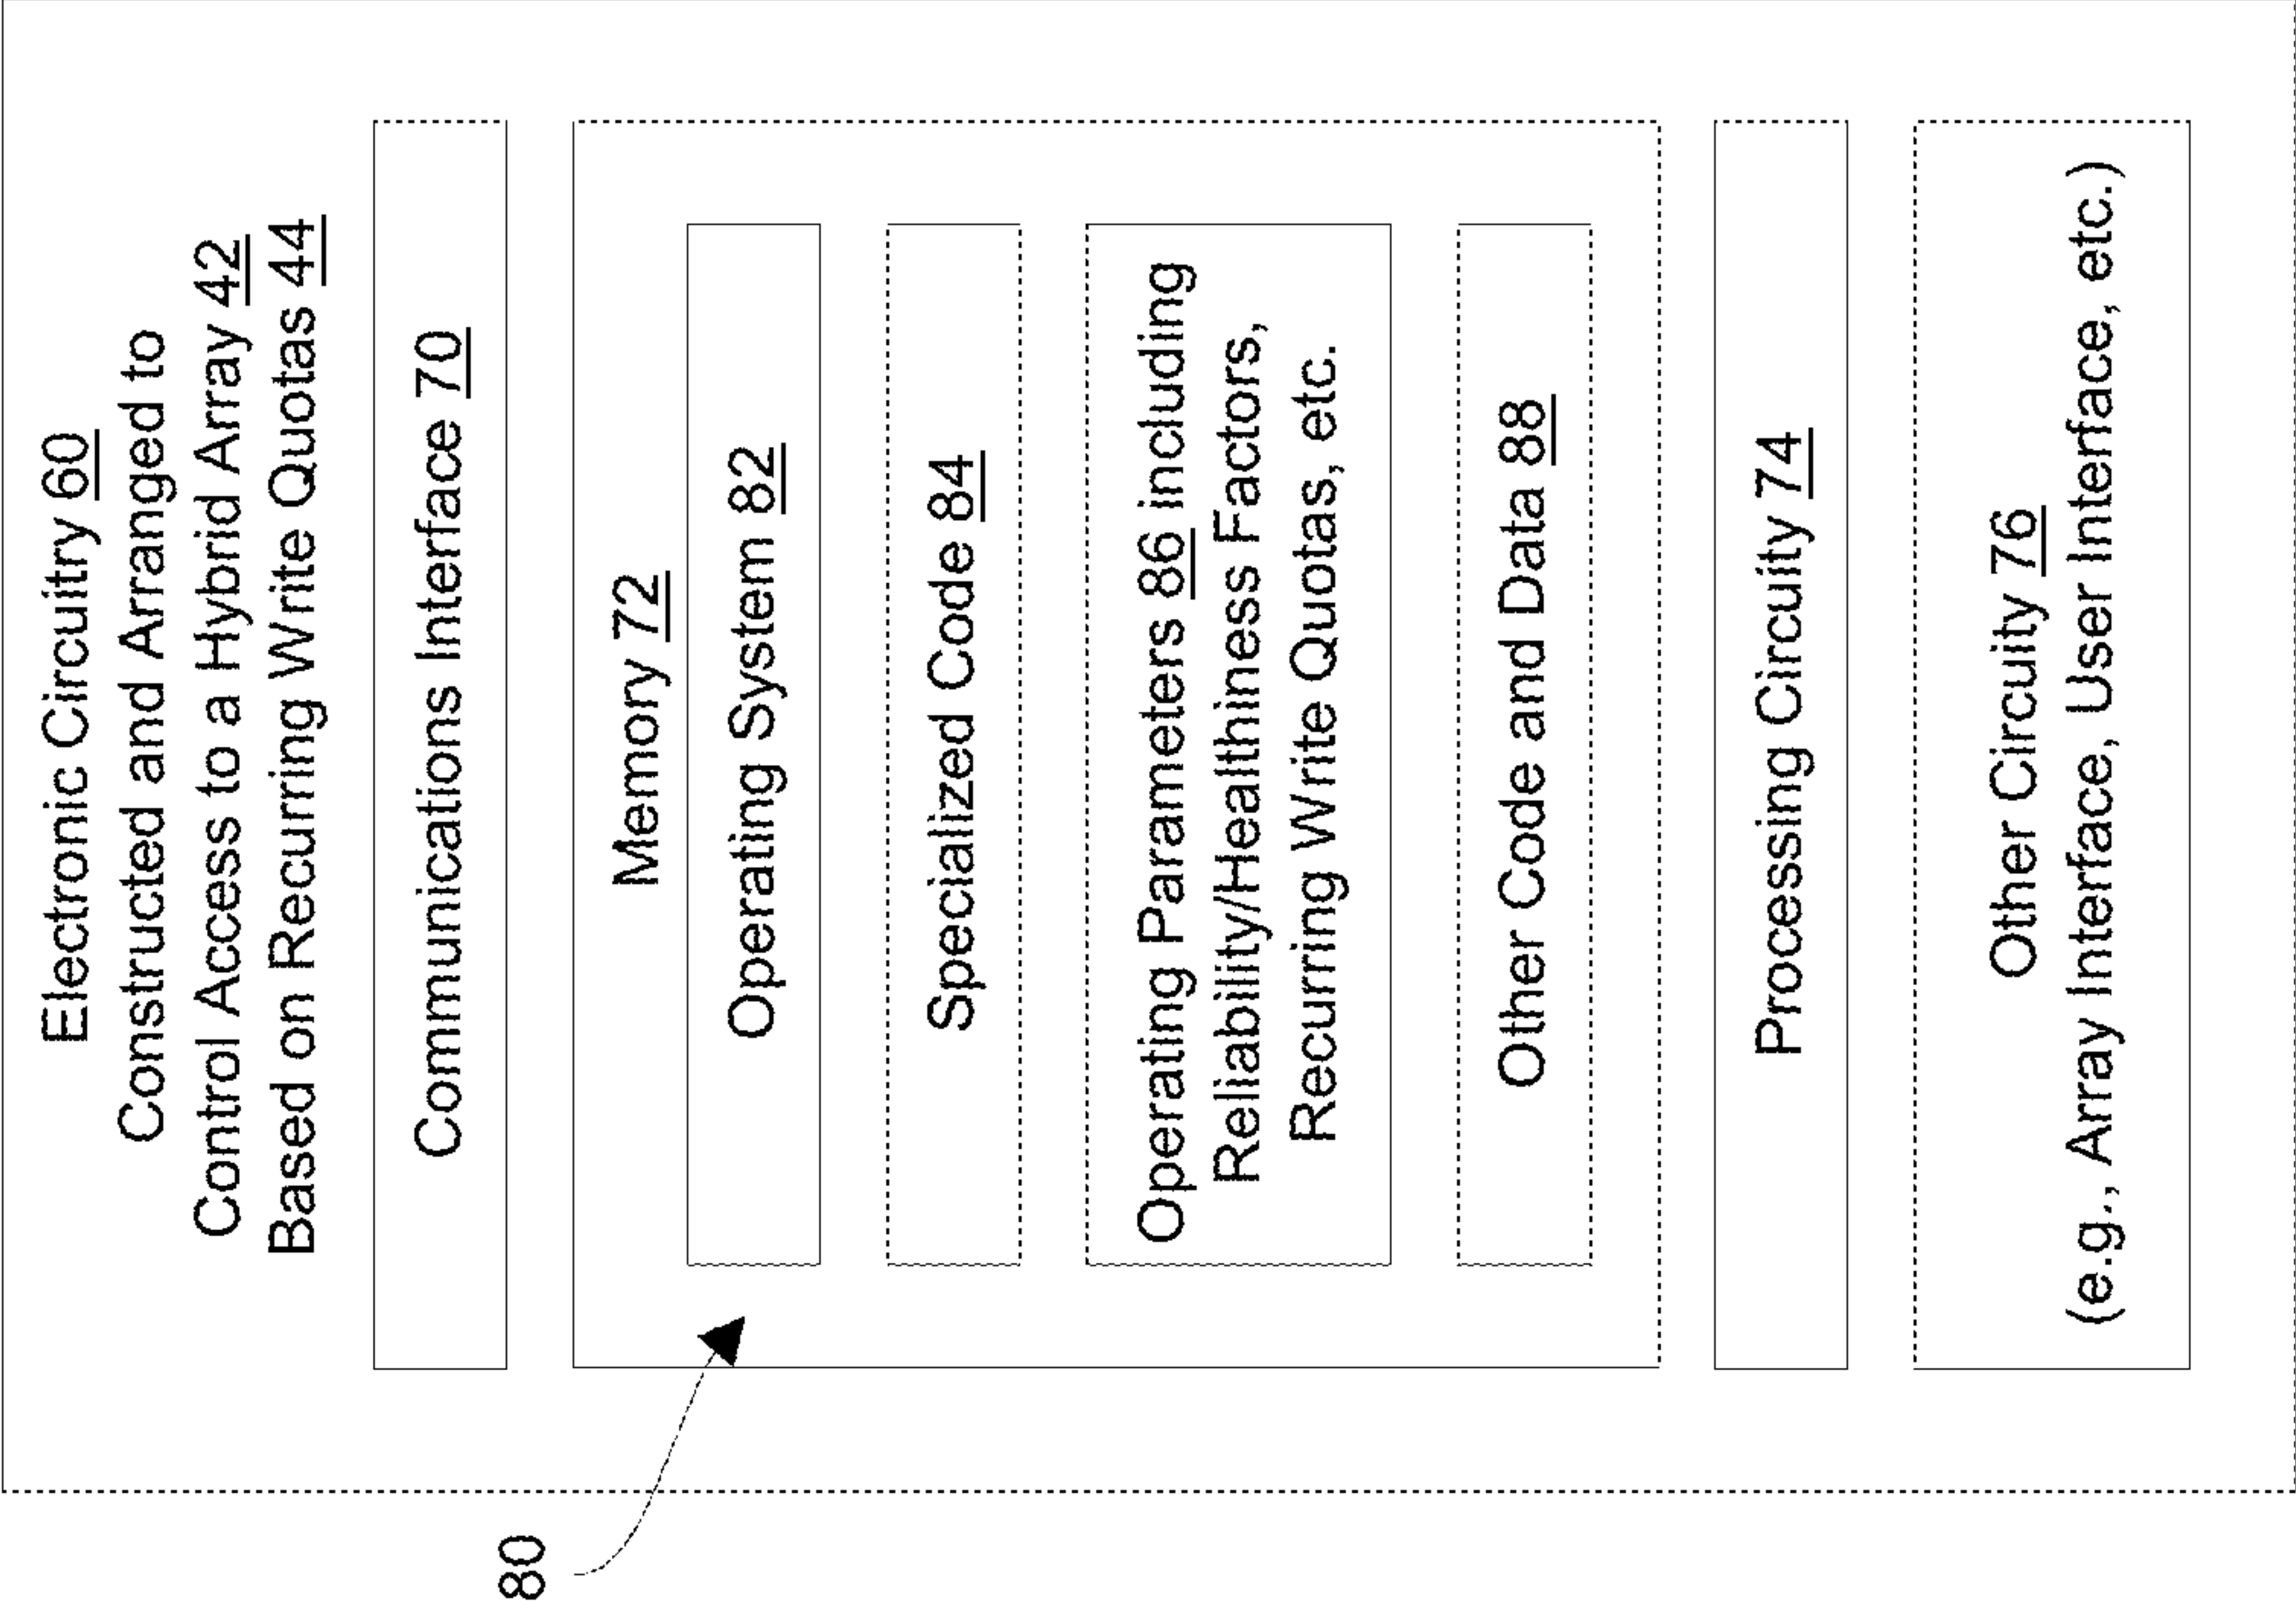 Electronic Circuitry 60
Constructed and Arranged to
Control Access to a Hybrid Array 42
Based on Recurring Write Quotas 44
Communications Interface 70
Memory 72
Operating System 82
Specialized Code 84
Operating Parameters 86 including
Reliability/Healthiness Factors,
Recurring Write Quotas, etc.
Other Code and Data 88
Processing Circuity 74
Other Circuity 76
(e.g., Array Interface, User Interface, etc.)
80